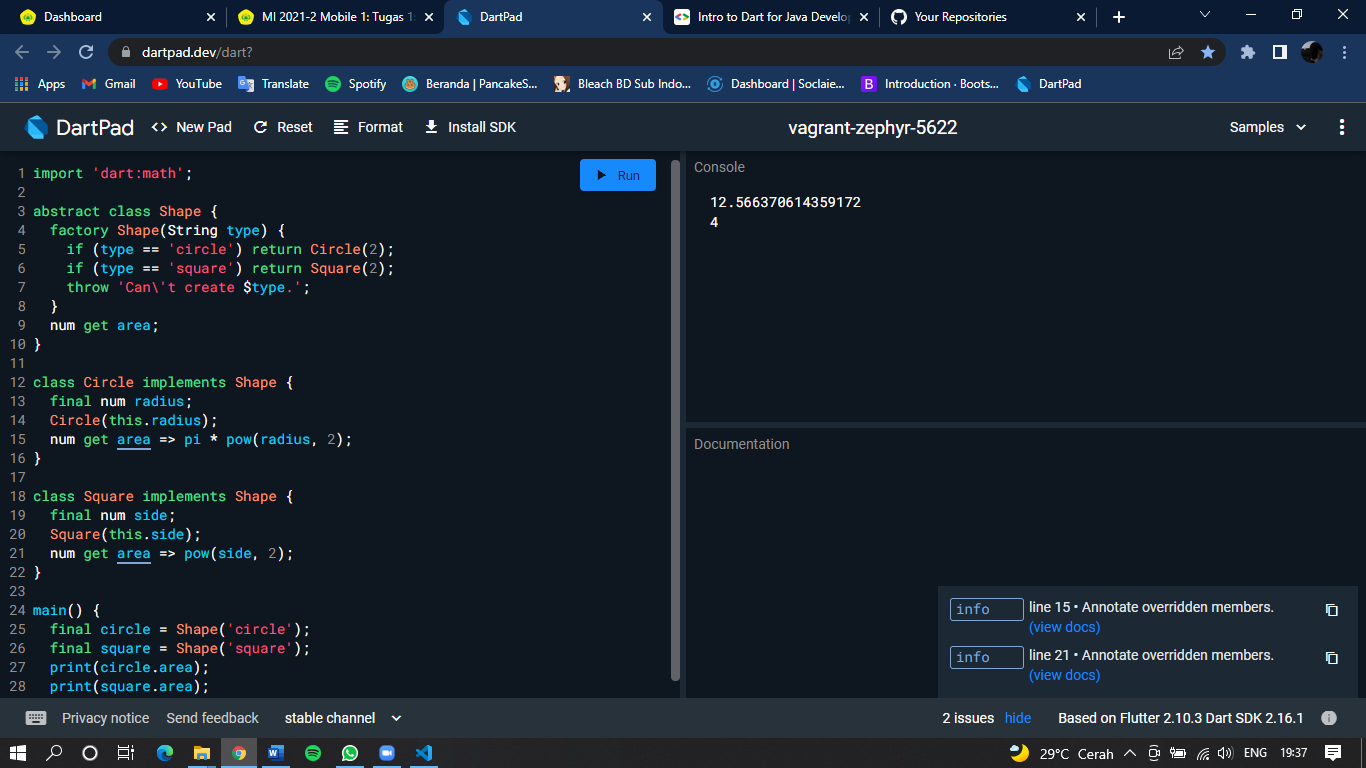 Dashboard
MI 2021-2 Mobile 1: Tugas 1
DartPad
Intro to Dart for Java Develop
Your Repositories
dartpad.dev/dart?
Apps
Gmail
YouTube
Translate
Spotify
Beranda | PancakeS...
Bleach BD Sub Indo...
Dashboard | Soclaie...
B
Introduction · Boots...
DartPad
DartPad
<> New Pad
Reset
Format
Install SDK
vagrant-zephyr-5622
Samples
1 import 'dart:math';
2
3 abstract class Shape {
4   factory Shape(String type) {
5     if (type == 'circle') return Circle(2);
6     if (type == 'square') return Square(2);
7     throw 'Can\'t create $type.';
8   }
9   num get area;
10 }
11
12 class Circle implements Shape {
13   final num radius;
14   Circle(this.radius);
15   num get area => pi * pow(radius, 2);
16 }
17
18 class Square implements Shape {
19   final num side;
20   Square(this.side);
21   num get area => pow(side, 2);
22 }
23
24 main() {
25   final circle = Shape('circle');
26   final square = Shape('square');
27   print(circle.area);
28   print(square.area);
Run
Console
12.566370614359172
4
Documentation
info line 15 • Annotate overridden members.
(view docs)
info line 21 • Annotate overridden members.
(view docs)
Privacy notice
Send feedback
stable channel
2 issues hide
Based on Flutter 2.10.3 Dart SDK 2.16.1
29°C Cerah
ENG
19:37